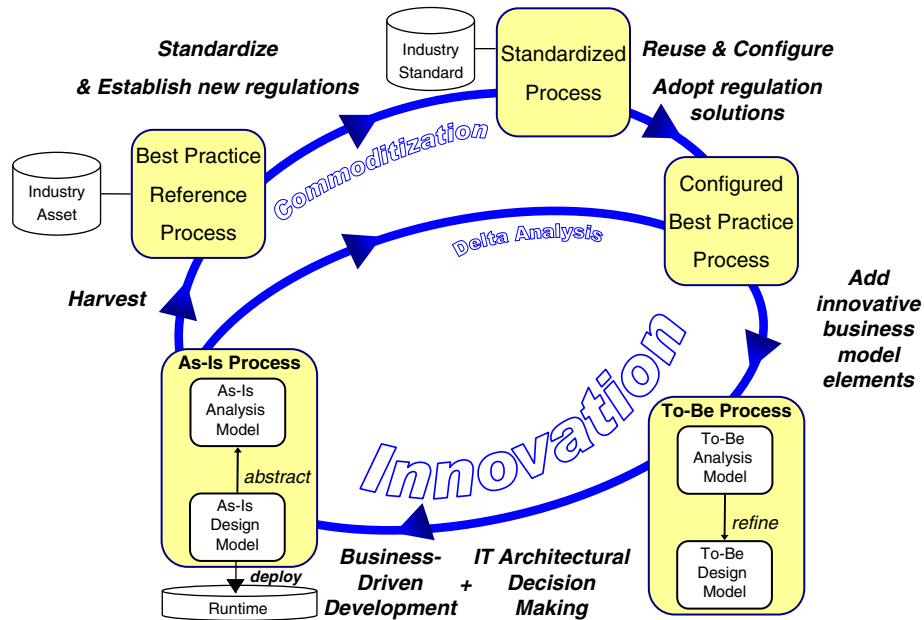 Standardize
& Establish new regulations
Industry
Standard
Standardized
Process
Reuse & Configure
Adopt regulation
solutions
Best Practice
Reference
Process
Industry
Asset
Commoditization
Configured
Best Practice
Process
Delta Analysis
Harvest
Add
innovative
business
model
elements
As-Is Process
As-Is
Analysis
Model
abstract
As-Is
Design
Model
deploy
Runtime
Innovation
To-Be Process
To-Be
Analysis
Model
refine
To-Be
Design
Model
Business-
Driven
Development
+
IT Architectural
Decision
Making